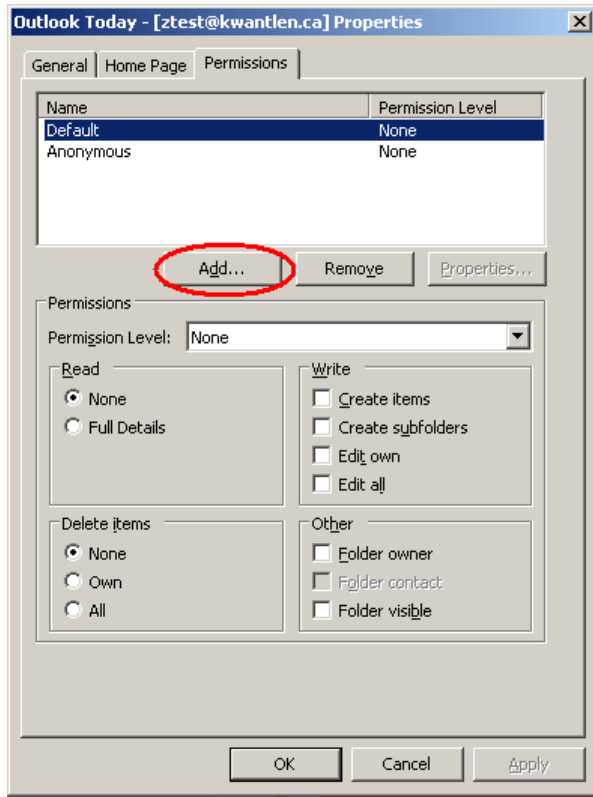 Outlook Today - [ztest@kwantlen.ca] Properties
General Home Page Permissions
Name Permission Level
Default None
Anonymous None
Add... Remove Properties...
Permissions
Permission Level: None
Read Write
None Create items
Full Details Create subfolders
Edit own
Edit all
Delete items Other
None Folder owner
Own Folder contact
All Folder visible
OK Cancel Apply